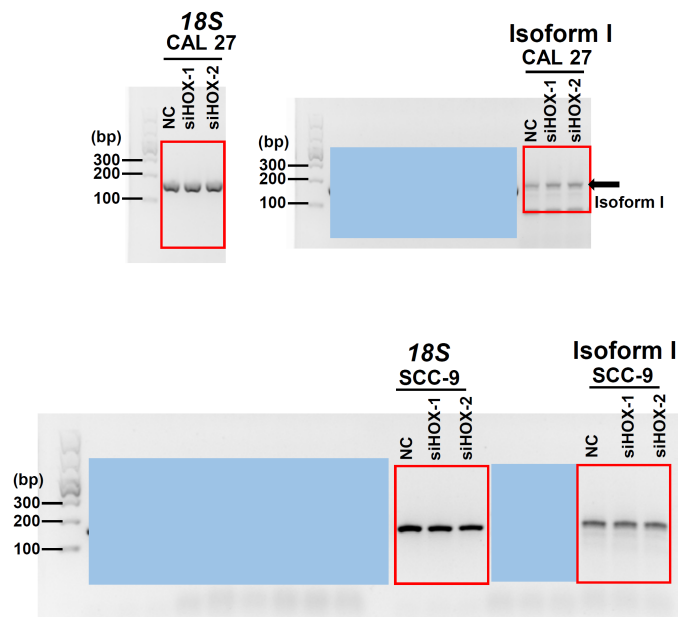 18S
CAL 27
NC
siHOX-1
siHOX-2
(bp)
300
200
100
Isoform I
CAL 27
NC
siHOX-1
siHOX-2
(bp)
300
200
100
Isoform I
18S
SCC-9
NC
siHOX-1
siHOX-2
Isoform I
SCC-9
NC
siHOX-1
siHOX-2
(bp)
300
200
100